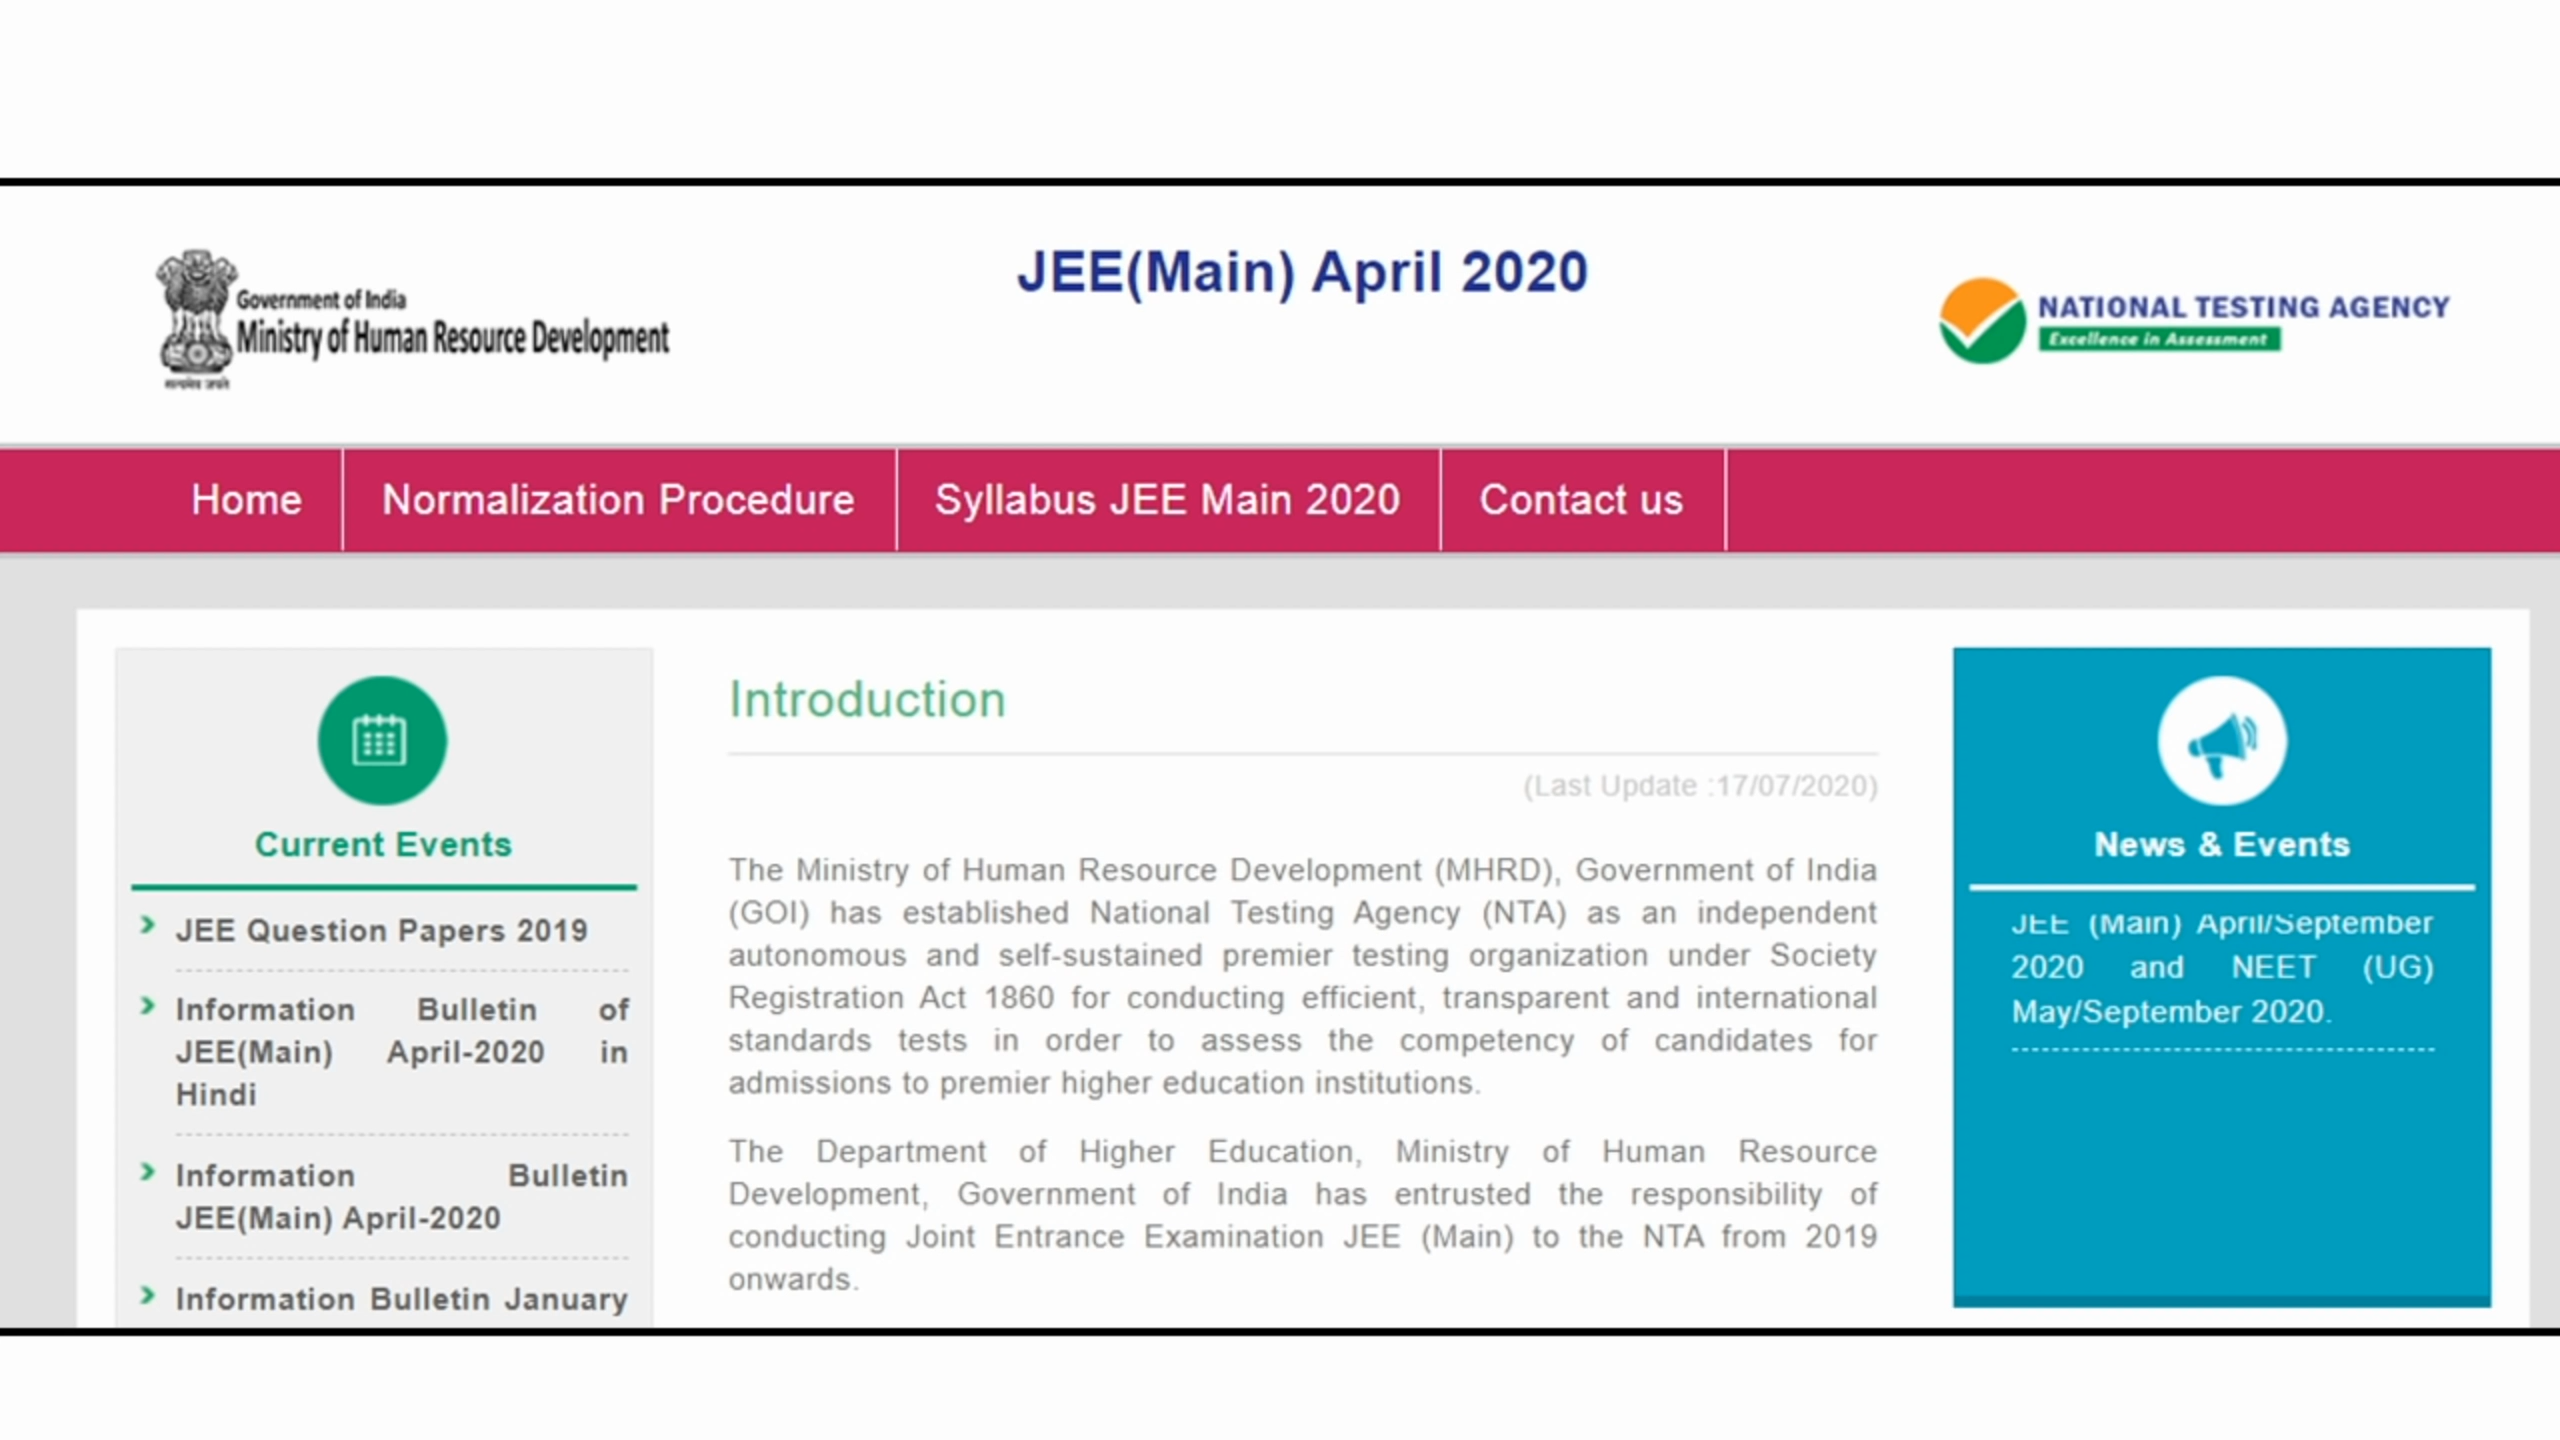 JEE(Main) April 2020
Government of India
Ministry of Human Resource Development
सत्यमेव जयते
NATIONAL TESTING AGENCY
Excellence in Assessment
Home
Normalization Procedure
Syllabus JEE Main 2020
Contact us
Current Events
JEE Question Papers 2019
Information Bulletin of
JEE(Main) April-2020 in
Hindi
Information Bulletin
JEE(Main) April-2020
Information Bulletin January
Introduction
(Last Update :17/07/2020)
The Ministry of Human Resource Development (MHRD), Government of India
(GOI) has established National Testing Agency (NTA) as an independent
autonomous and self-sustained premier testing organization under Society
Registration Act 1860 for conducting efficient, transparent and international
standards tests in order to assess the competency of candidates for
admissions to premier higher education institutions.
The Department of Higher Education, Ministry of Human Resource
Development, Government of India has entrusted the responsibility of
conducting Joint Entrance Examination JEE (Main) to the NTA from 2019
onwards.
News & Events
JEE (Main) April/September
2020 and NEET (UG)
May/September 2020.